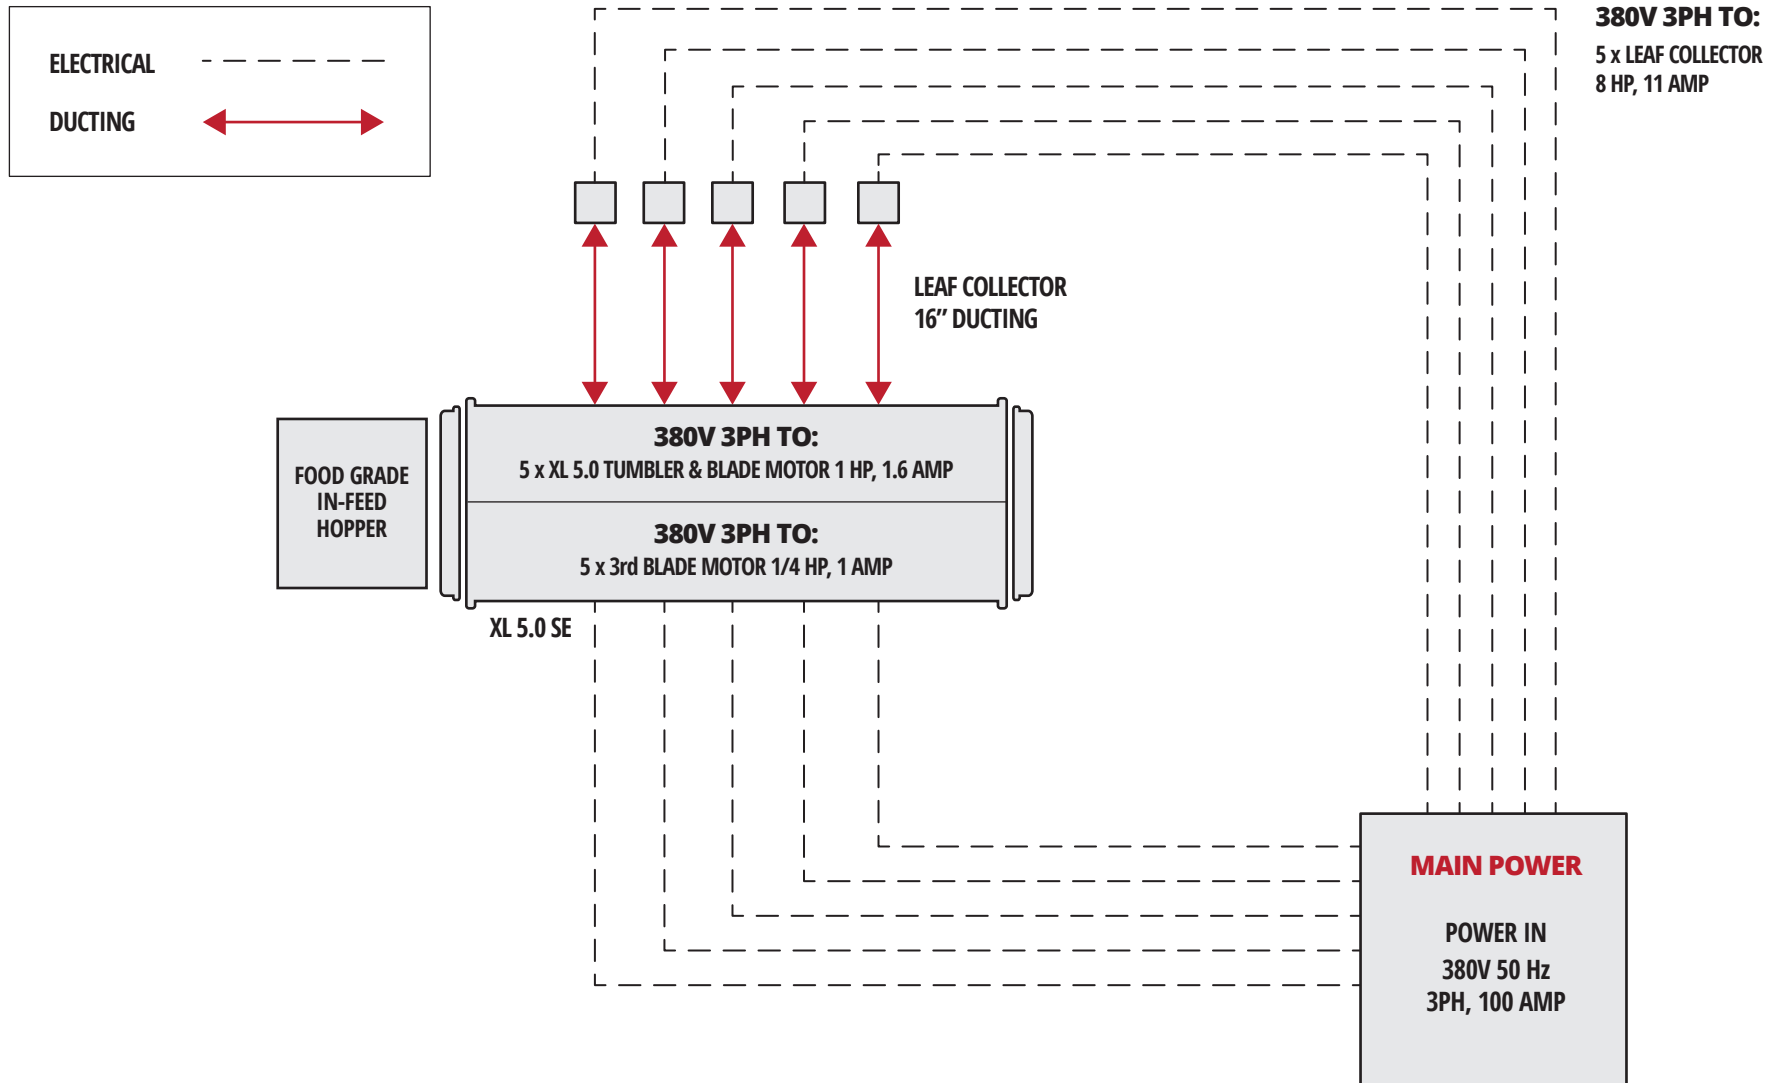 ELECTRICAL
DUCTING
380V 3PH TO:
5 x LEAF COLLECTOR
8 HP, 11 AMP
LEAF COLLECTOR
16” DUCTING
FOOD GRADE
IN-FEED
HOPPER
380V 3PH TO:
5 x XL 5.0 TUMBLER & BLADE MOTOR 1 HP, 1.6 AMP
380V 3PH TO:
5 x 3rd BLADE MOTOR 1/4 HP, 1 AMP
XL 5.0 SE
MAIN POWER
POWER IN
380V 50 Hz
3PH, 100 AMP